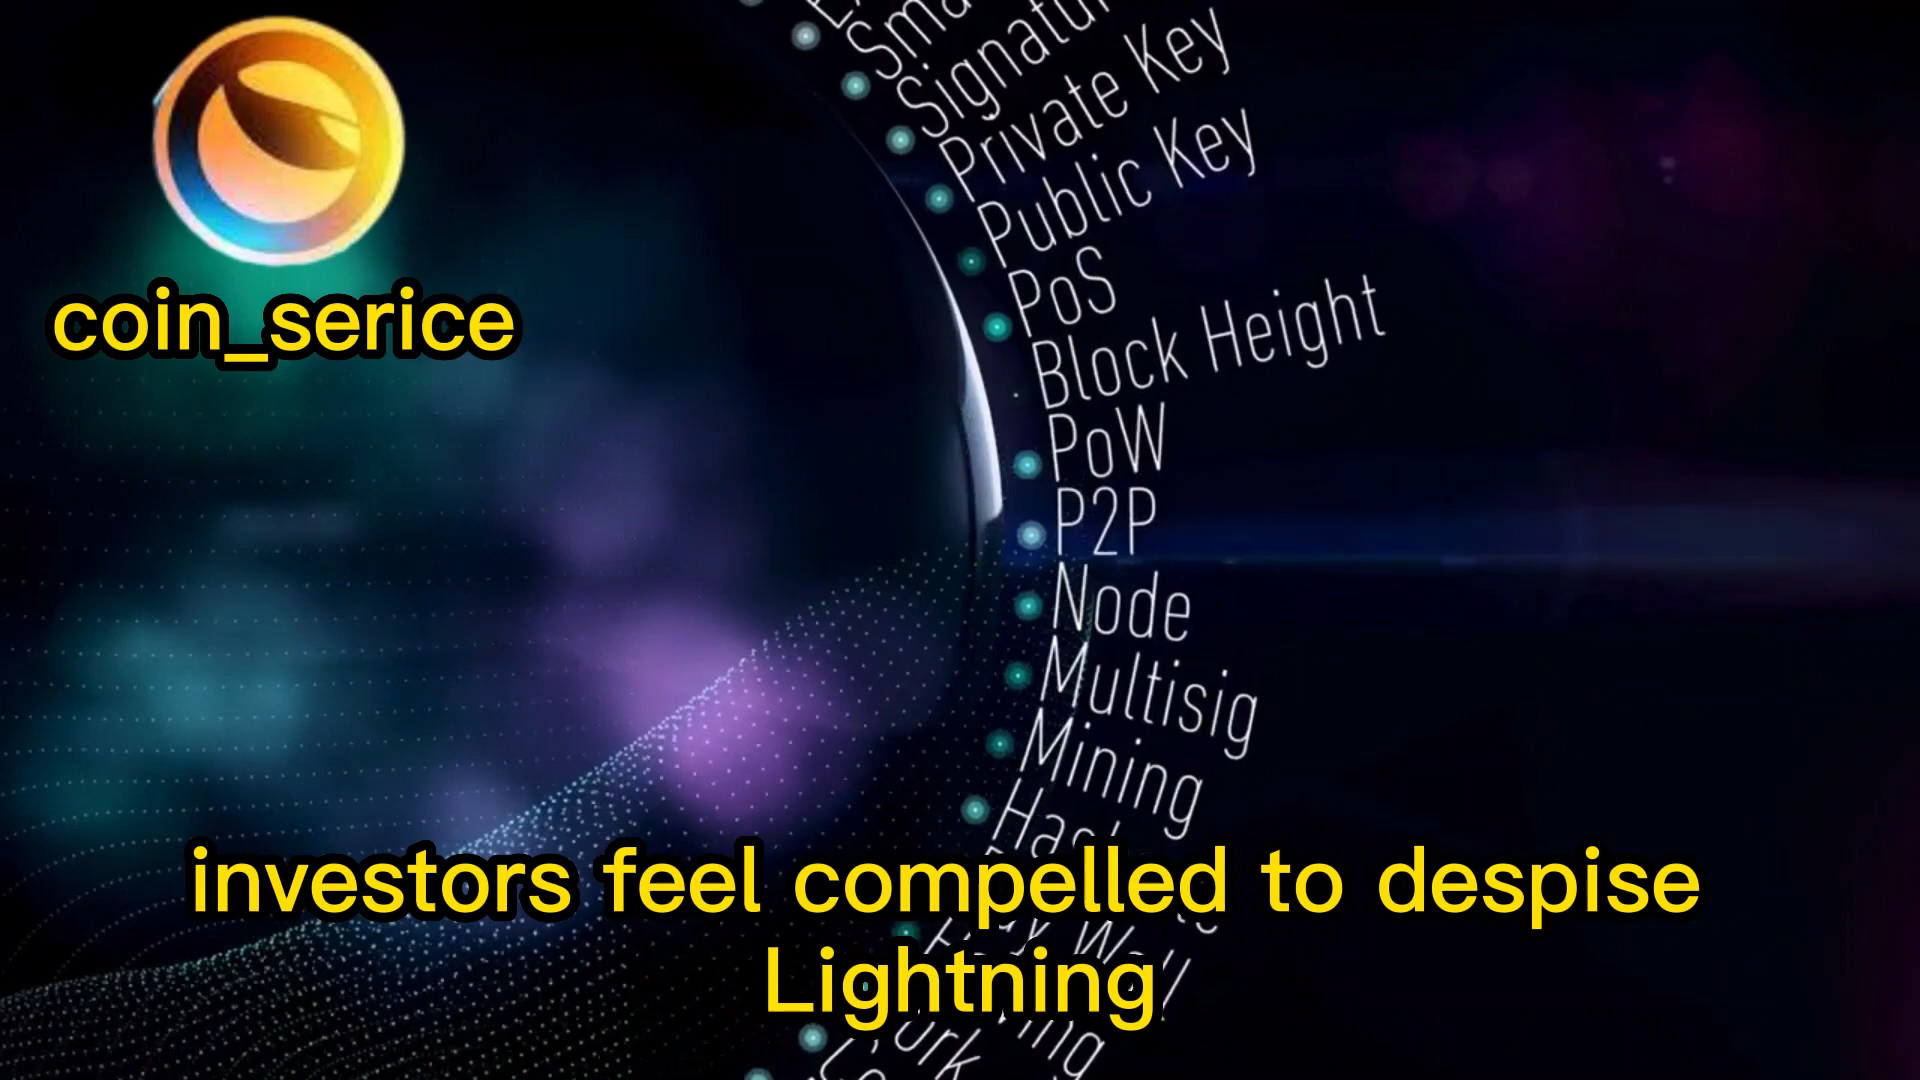 Signatur
Private Key
Public Key
PoS
Block Height
coin_serice
PoW
P2P
Node
Multisig
Mining
investors feel compelled to despise
Lightning